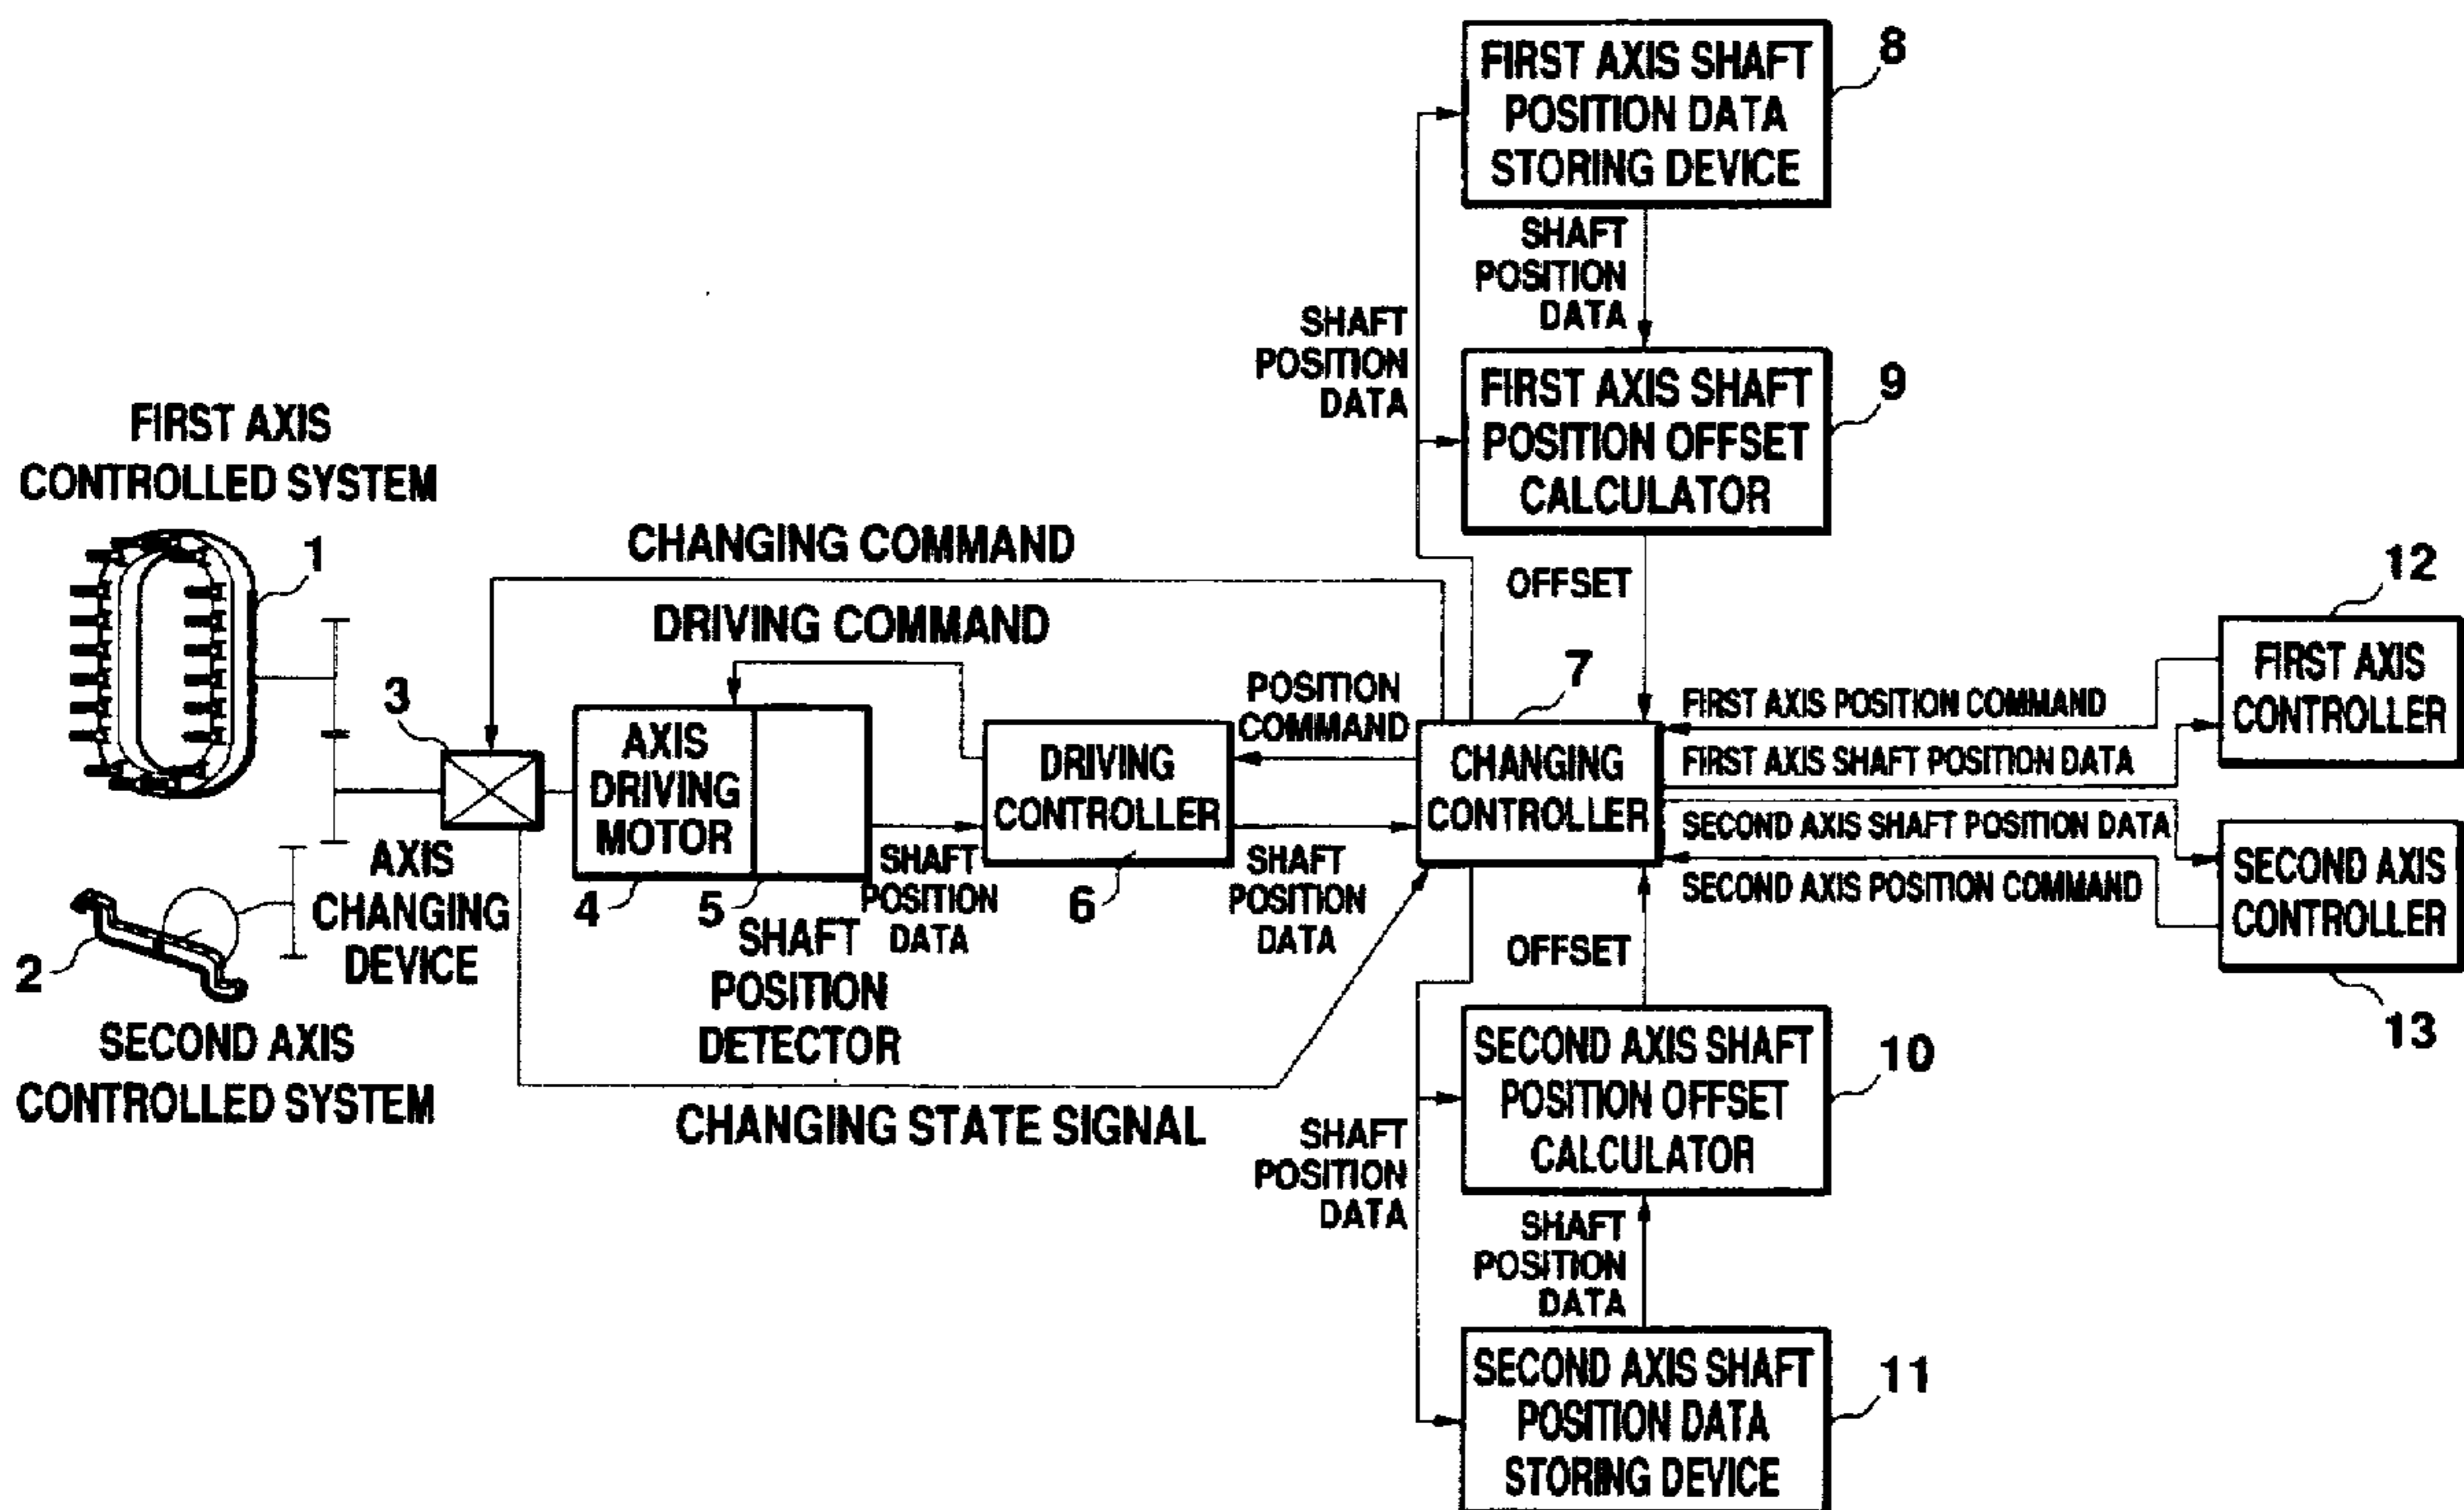 FIRST AXIS SHAFT
POSITION DATA
STORING DEVICE
8
SHAFT
POSITION
DATA
SHAFT
POSITION
DATA
FIRST AXIS SHAFT
POSITION OFFSET
CALCULATOR
9
OFFSET
FIRST AXIS
CONTROLLED SYSTEM
1
CHANGING COMMAND
DRIVING COMMAND
3
AXIS
CHANGING
DEVICE
2
SECOND AXIS
CONTROLLED SYSTEM
AXIS
DRIVING
MOTOR
4
5
SHAFT
POSITION
DETECTOR
SHAFT
POSITION
DATA
DRIVING
CONTROLLER
6
POSITION
COMMAND
SHAFT
POSITION
DATA
7
CHANGING
CONTROLLER
CHANGING STATE SIGNAL
FIRST AXIS POSITION COMMAND
FIRST AXIS SHAFT POSITION DATA
SECOND AXIS SHAFT POSITION DATA
SECOND AXIS POSITION COMMAND
12
FIRST AXIS
CONTROLLER
SECOND AXIS
CONTROLLER
13
OFFSET
SECOND AXIS SHAFT
POSITION OFFSET
CALCULATOR
10
SHAFT
POSITION
DATA
SHAFT
POSITION
DATA
SECOND AXIS SHAFT
POSITION DATA
STORING DEVICE
11